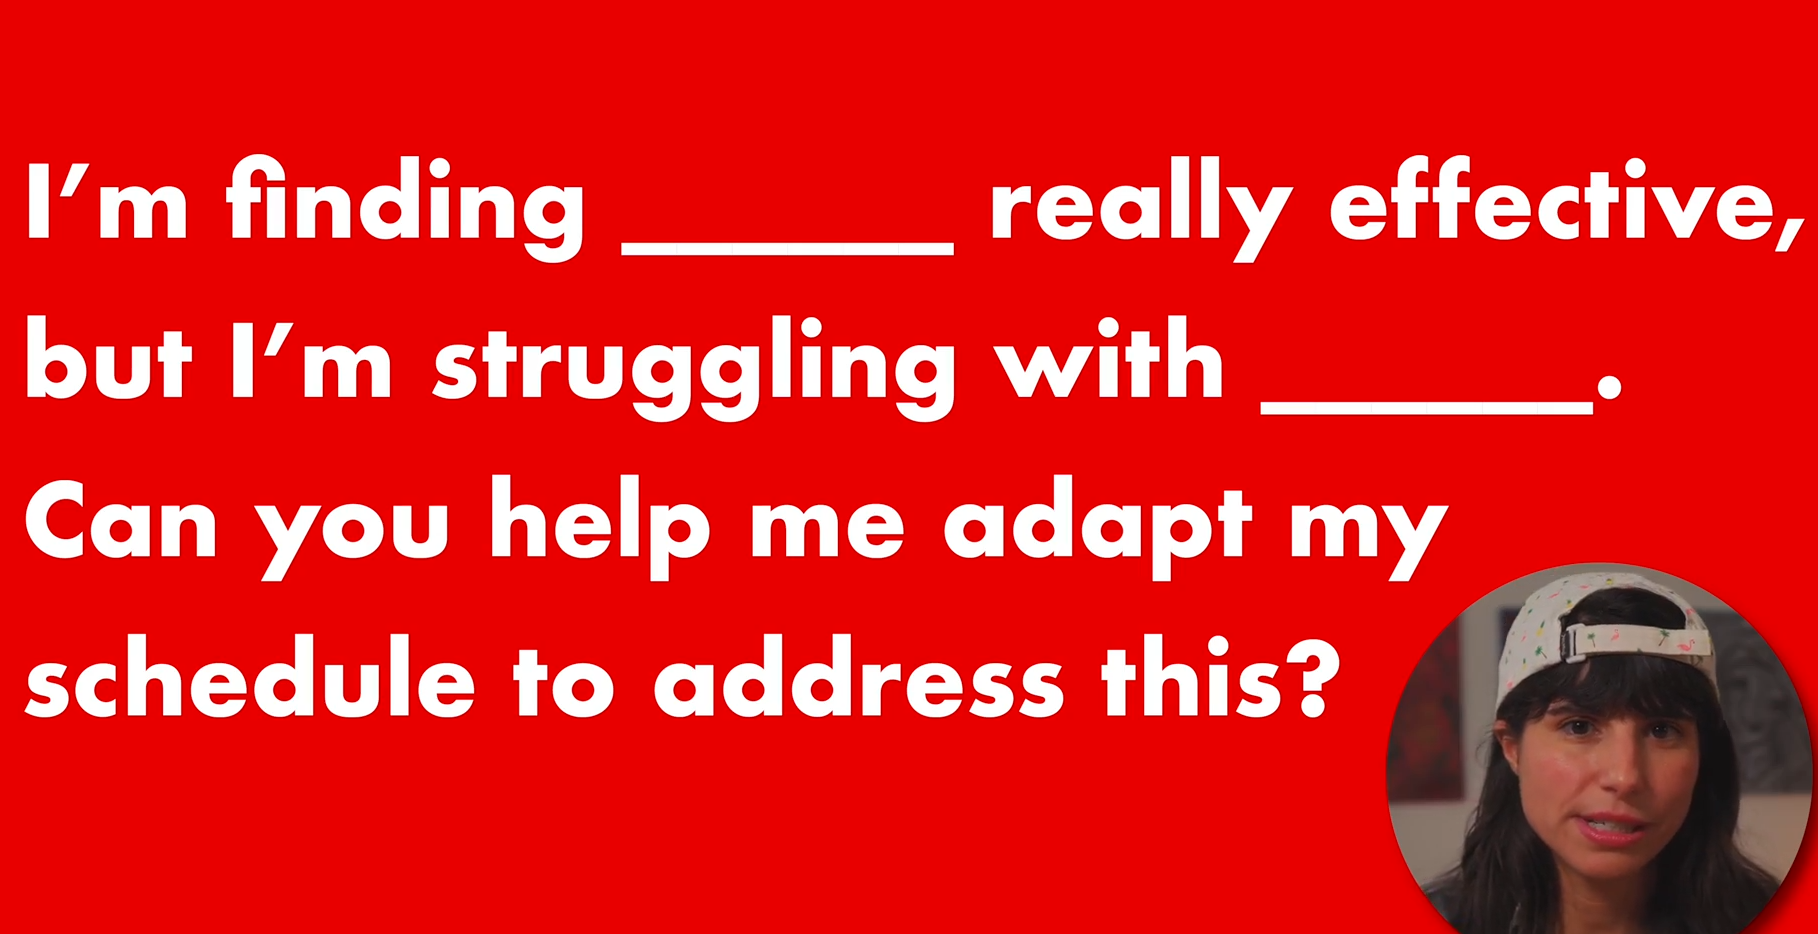 I’m finding ______ really effective,
but I’m struggling with ______.
Can you help me adapt my
schedule to address this?